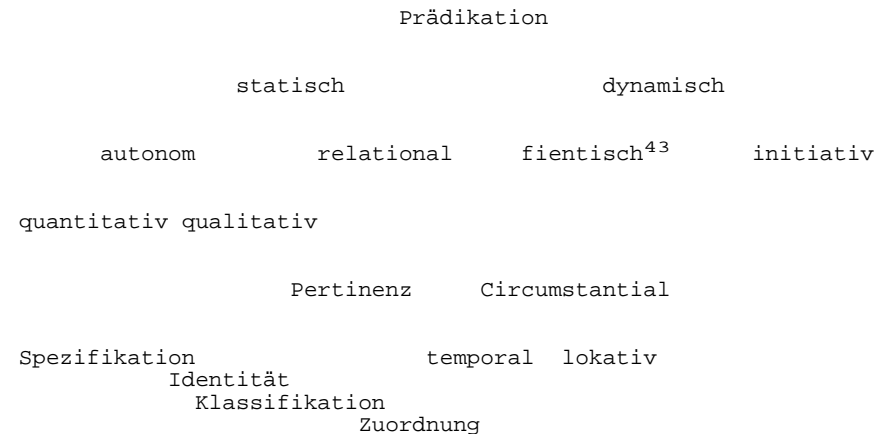 Prädikation
statisch dynamisch
autonom relational fientisch43 initiativ
quantitativ qualitativ
Pertinenz Circumstantial
Spezifikation temporal lokativ
Identität
Klassifikation
Zuordnung